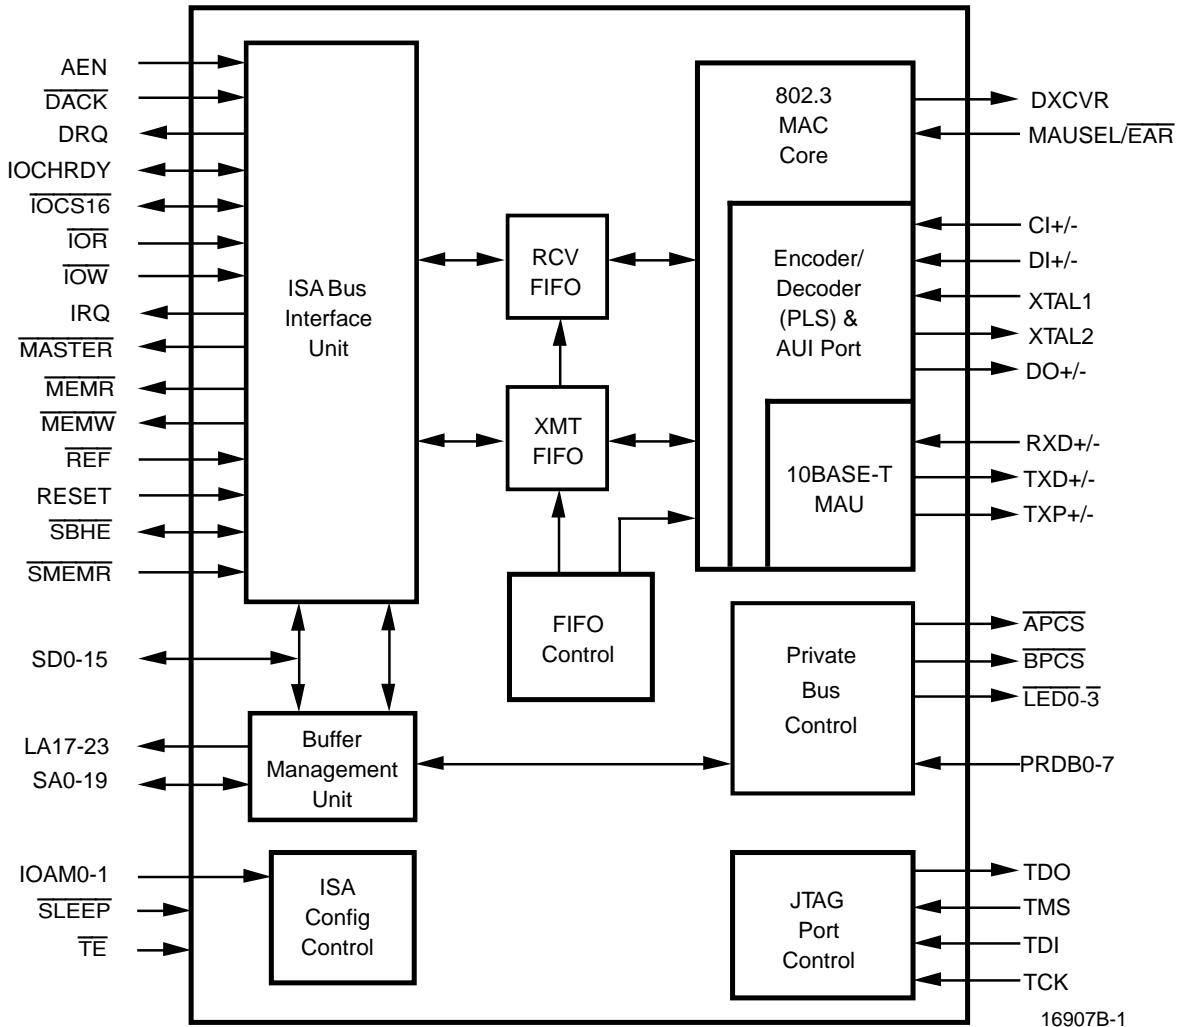 AEN
DACK
DRQ
IOCHRDY
IOCS16
IOR
IOW
IRQ
MASTER
MEMR
MEMW
REF
RESET
SBHE
SMEMR
SD0-15
LA17-23
SA0-19
IOAM0-1
SLEEP
TE
ISA Bus
Interface
Unit
Buffer
Management
Unit
ISA
Config
Control
RCV
FIFO
XMT
FIFO
FIFO
Control
802.3
MAC
Core
Encoder/
Decoder
(PLS) &
AUI Port
10BASE-T
MAU
Private
Bus
Control
JTAG
Port
Control
DXCVR
MAUSEL/EAR
CI+/-
DI+/-
XTAL1
XTAL2
DO+/-
RXD+/-
TXD+/-
TXP+/-
APCS
BPCS
LED0-3
PRDB0-7
TDO
TMS
TDI
TCK
16907B-1